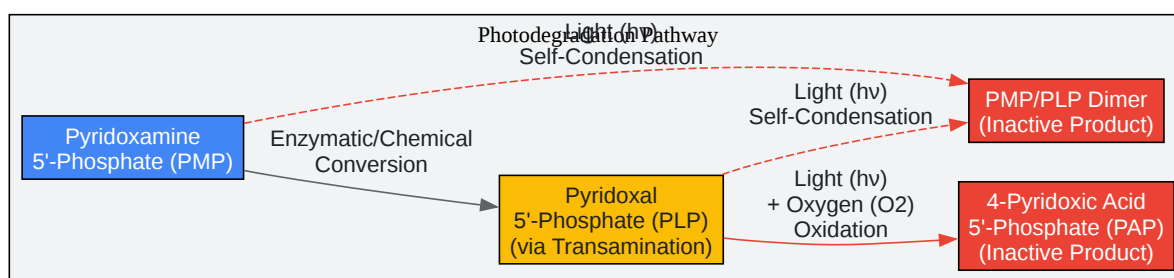 Photodegradation Pathway
Light (hν)
Self-Condensation
Light (hν)
Self-Condensation
PMP/PLP Dimer
(Inactive Product)
Pyridoxamine
5'-Phosphate (PMP)
Enzymatic/Chemical
Conversion
Pyridoxal
5'-Phosphate (PLP)
(via Transamination)
Light (hν)
+ Oxygen (O2)
Oxidation
4-Pyridoxic Acid
5'-Phosphate (PAP)
(Inactive Product)